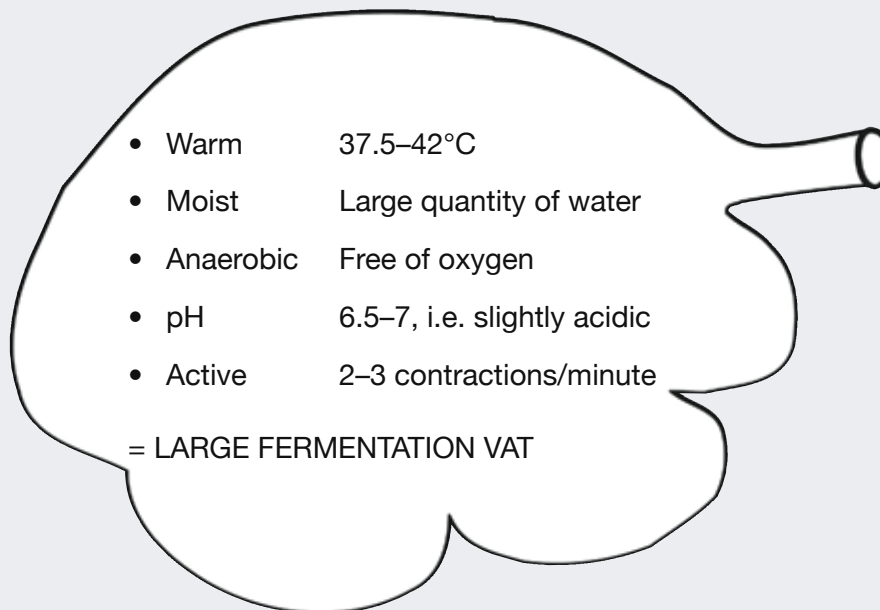 • Warm 37.5–42°C
• Moist Large quantity of water
• Anaerobic Free of oxygen
• pH 6.5–7, i.e. slightly acidic
• Active 2–3 contractions/minute
= LARGE FERMENTATION VAT